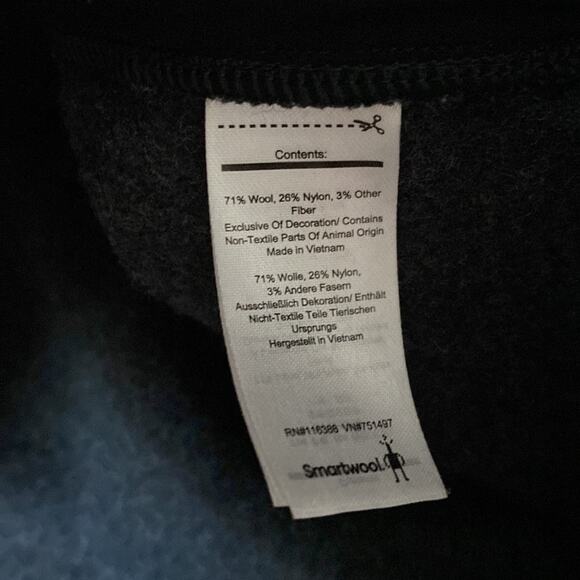 Contents:
71% Wool, 26% Nylon, 3% Other
Fiber
Exclusive Of Decoration/ Contains
Non-Textile Parts Of Animal Origin
Made in Vietnam
71% Wolle, 26% Nylon,
3% Andere Fasern
Ausschließlich Dekoration/ Enthält
Nicht-Textile Teile Tierischen
Ursprungs
Hergestellt in Vietnam
RN#116388 VN#751497
Smartwool